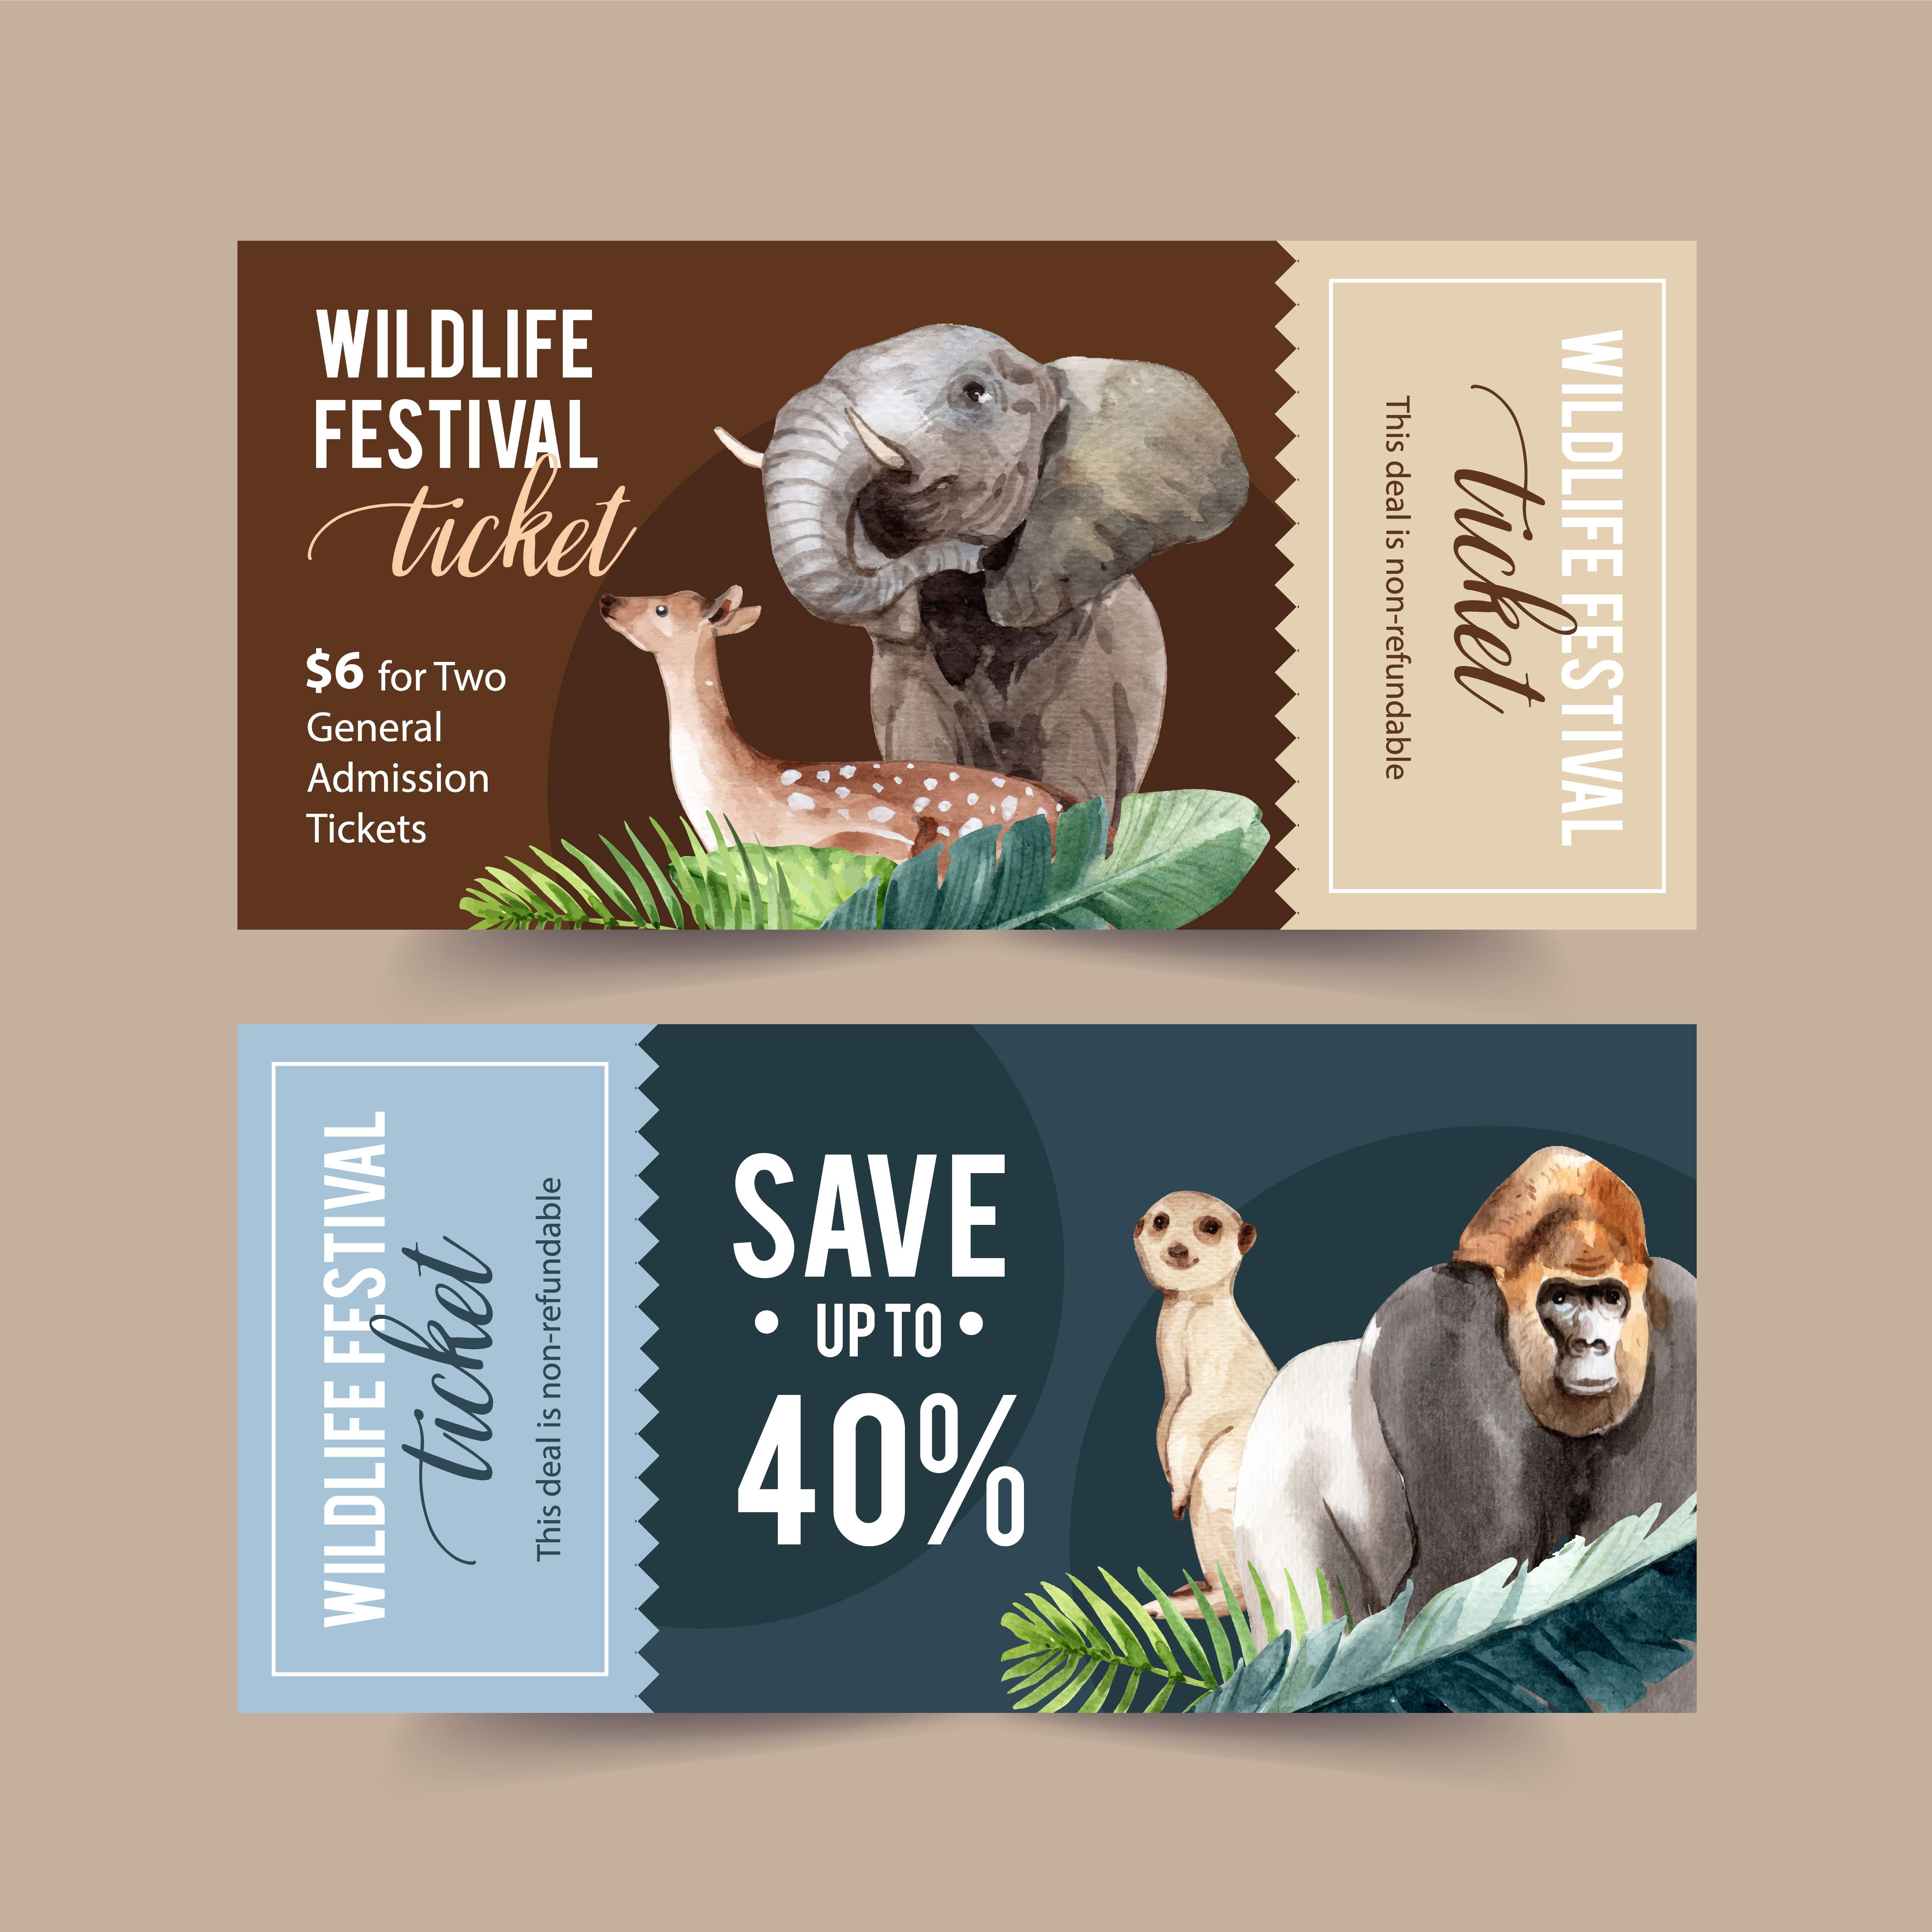 WILDLIFE
FESTIVAL
ticket
$6 for Two
General
Admission
Tickets
WILDLIFE FESTIVAL
ticket
This deal is non-refundable
WILDLIFE FESTIVAL
ticket
This deal is non-refundable
SAVE
• UP TO •
40%